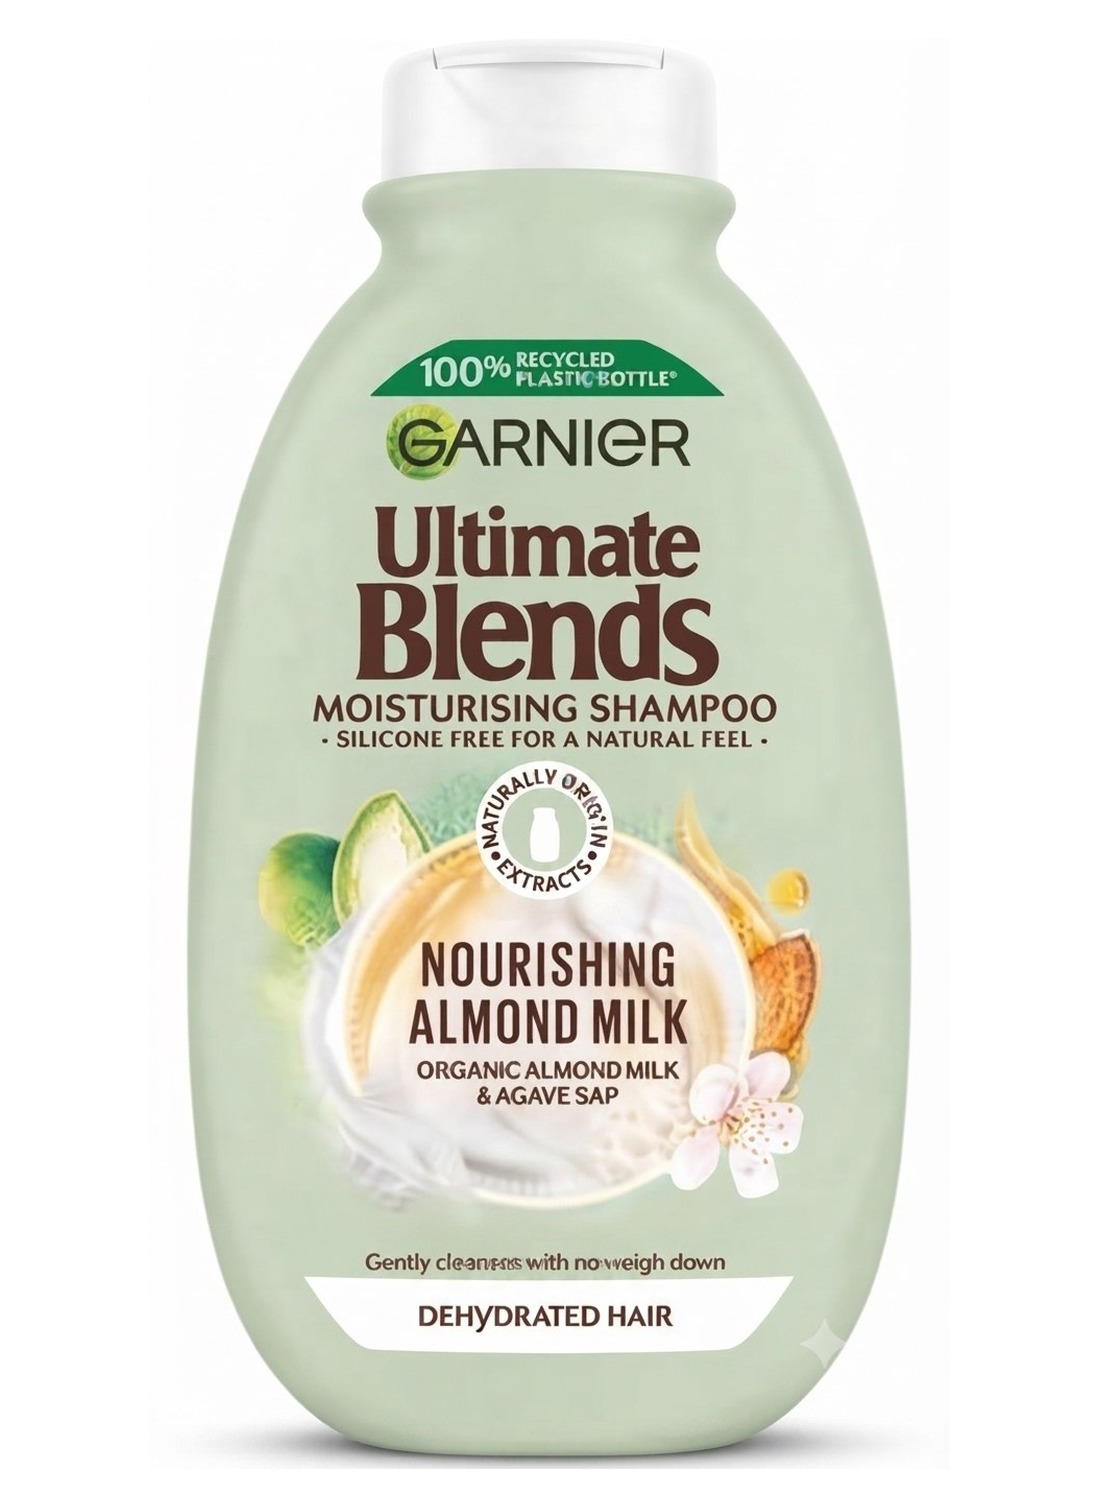 100% RECYCLED
PLASTIC BOTTLE
GARNIER
Ultimate
Blends
MOISTURISING SHAMPOO
• SILICONE FREE FOR A NATURAL FEEL •
NATURALLY
• EXTRACTS •
NOURISHING
ALMOND MILK
ORGANIC ALMOND MILK
& AGAVE SAP
Gently with no weigh down
DEHYDRATED HAIR